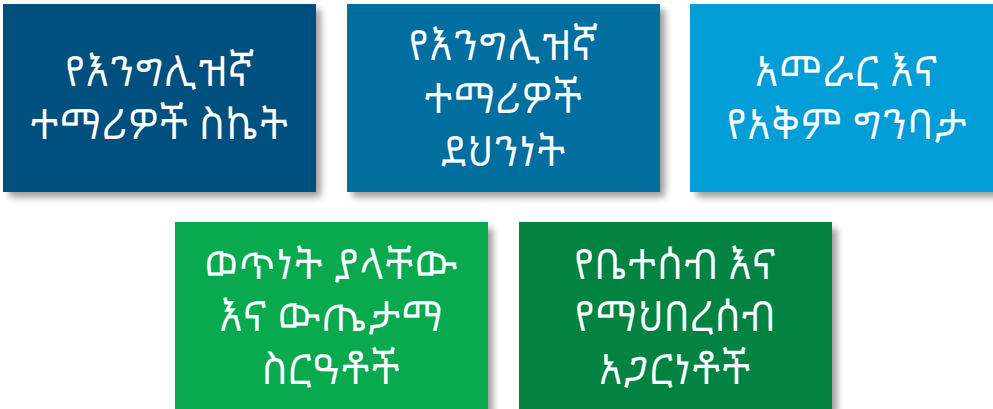 የእንግሊዝኛ
ተማሪዎች ስኬት
የእንግሊዝኛ
ተማሪዎች
ደህንነት
አመራር እና
የአቅም ግንባታ
ወጥነት ያላቸው
እና ውጤታማ
ስርዓቶች
የቤተሰብ እና
የማህበረሰብ
አጋርነቶች